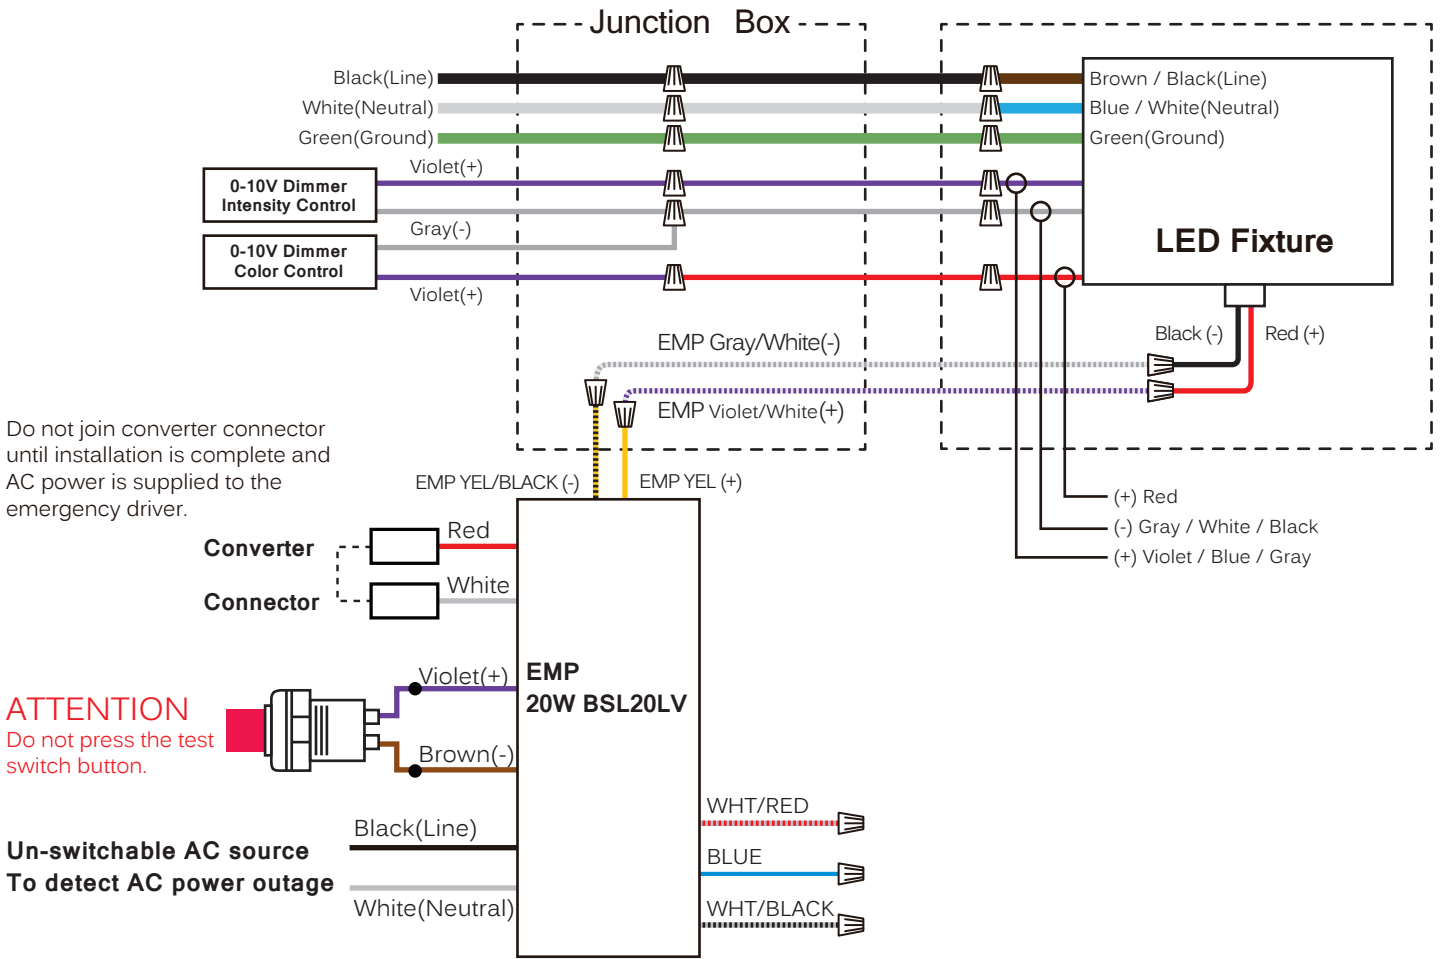 Junction Box
Black(Line)
White(Neutral)
Green(Ground)
Violet(+)
0-10V Dimmer
Intensity Control
Gray(-)
0-10V Dimmer
Color Control
Violet(+)
Brown / Black(Line)
Blue / White(Neutral)
Green(Ground)
LED Fixture
Black (-)
Red (+)
EMP Gray/White(-)
EMP Violet/White(+)
EMP YEL/BLACK (-)
EMP YEL (+)
(+) Red
(-) Gray / White / Black
(+) Violet / Blue / Gray
Do not join converter connector
until installation is complete and
AC power is supplied to the
emergency driver.
Converter
Red
Connector
White
EMP
20W BSL20LV
Violet(+)
Brown(-)
ATTENTION
Do not press the test
switch button.
Un-switchable AC source
To detect AC power outage
Black(Line)
White(Neutral)
WHT/RED
BLUE
WHT/BLACK